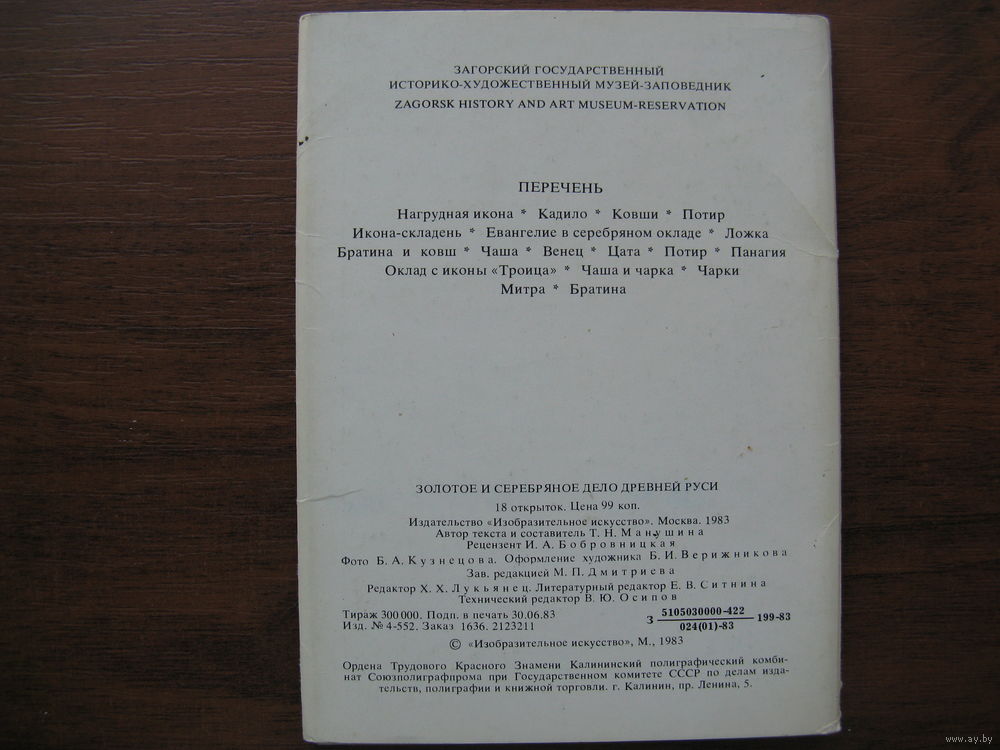 ЗАГОРСКИЙ ГОСУДАРСТВЕННЫЙ
ИСТОРИКО-ХУДОЖЕСТВЕННЫЙ МУЗЕЙ-ЗАПОВЕДНИК
ZAGORSK HISTORY AND ART MUSEUM-RESERVATION
ПЕРЕЧЕНЬ
Нагрудная икона * Кадило * Ковши * Потир
Икона-складень * Евангелие в серебряном окладе * Ложка
Братина и ковш * Чаша * Венец * Цата * Потир * Панагия
Оклад с иконы «Троица» * Чаша и чарка * Чарки
Митра * Братина
ЗОЛОТОЕ И СЕРЕБРЯНОЕ ДЕЛО ДРЕВНЕЙ РУСИ
18 открыток. Цена 99 коп.
Издательство «Изобразительное искусство». Москва. 1983
Автор текста и составитель Т. Н. Манушина
Рецензент И. А. Бобровницкая
Фото Б. А. Кузнецова. Оформление художника Б. И. Верижникова
Зав. редакцией М. П. Дмитриева
Редактор Х. Х. Лукьянец. Литературный редактор Е. В. Ситнина
Технический редактор В. Ю. Осипов
Тираж 300 000. Подп. в печать 30.06.83
Изд. № 4-552. Заказ 1636. 2123211
З 5105030000-422 199-83
024(01)-83
© «Изобразительное искусство», М., 1983
Ордена Трудового Красного Знамени Калининский полиграфический комби-
нат Союзполиграфпрома при Государственном комитете СССР по делам изда-
тельств, полиграфии и книжной торговли. г. Калинин, пр. Ленина, 5.
www.ay.by